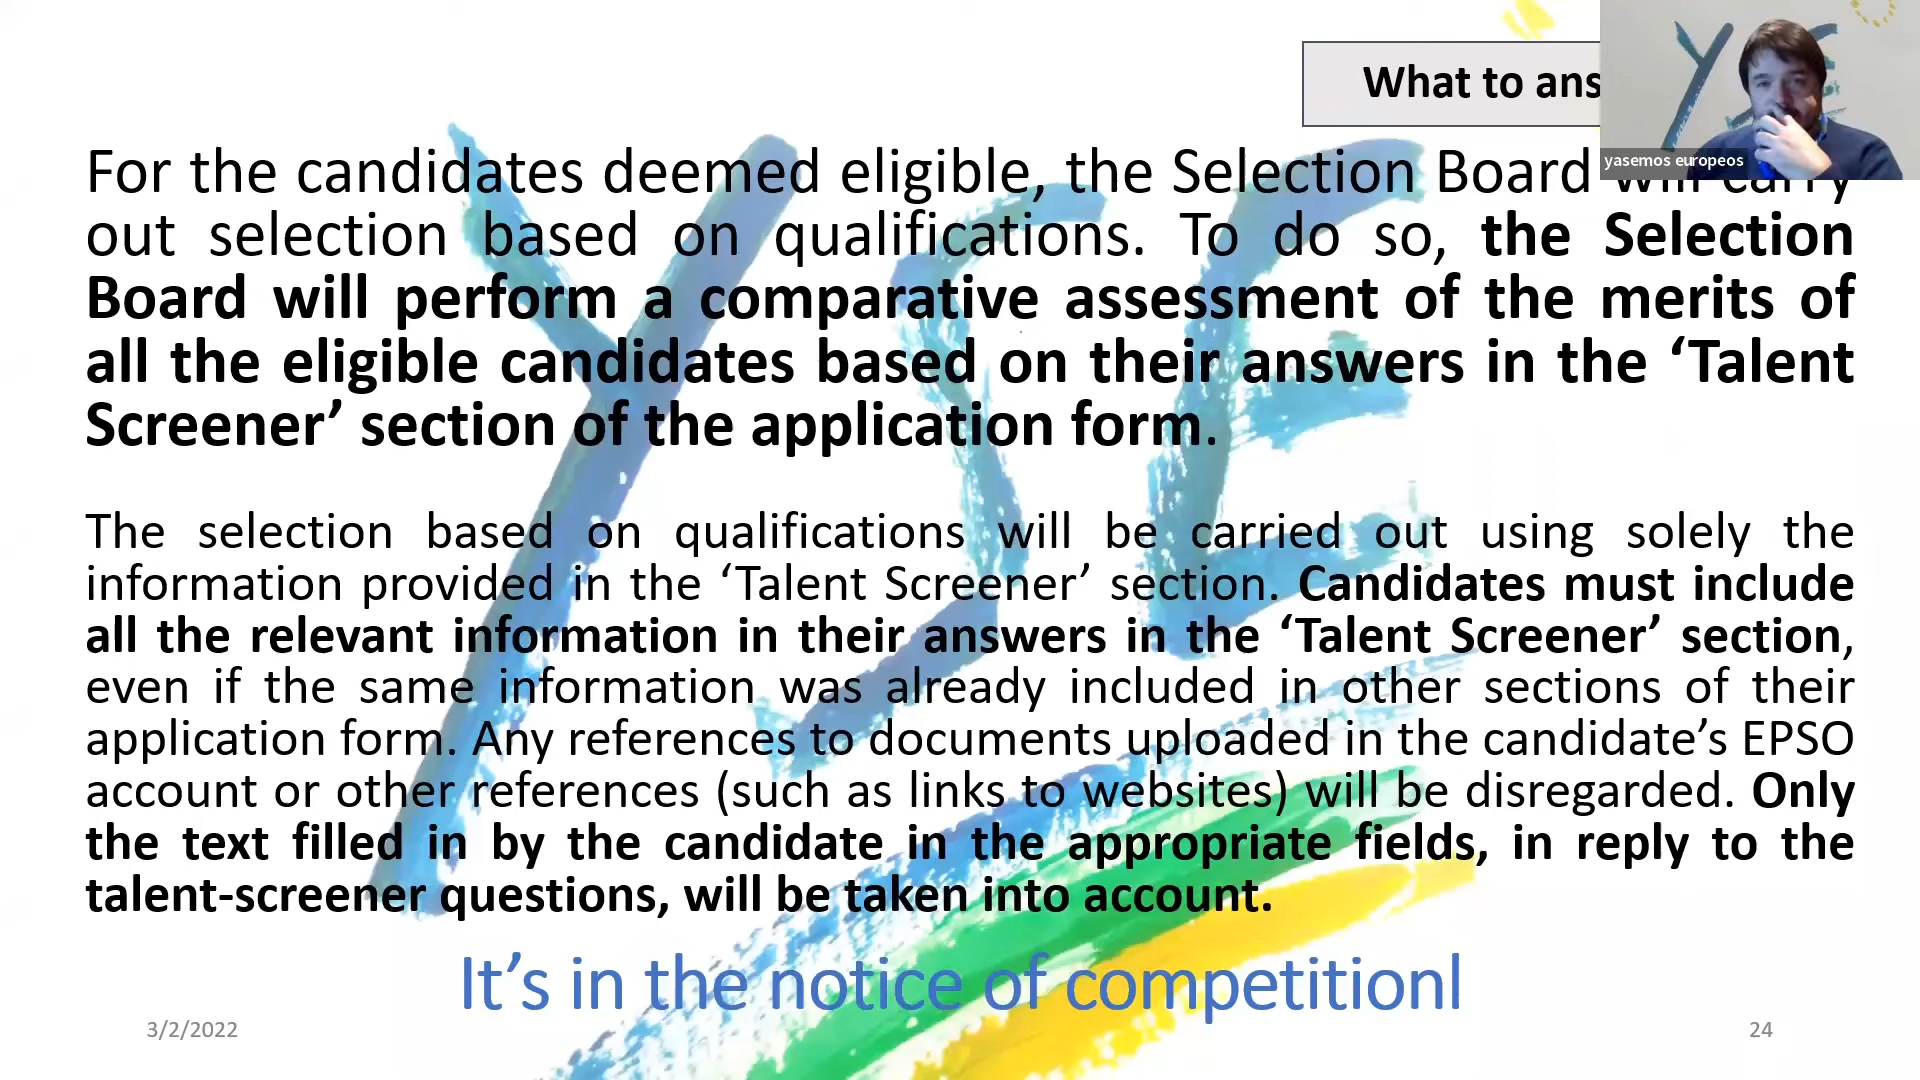 What to ans
yasemos europeos
For the candidates deemed eligible, the Selection Board will carry
out selection based on qualifications. To do so, the Selection
Board will perform a comparative assessment of the merits of
all the eligible candidates based on their answers in the ‘Talent
Screener’ section of the application form.
The selection based on qualifications will be carried out using solely the
information provided in the ‘Talent Screener’ section. Candidates must include
all the relevant information in their answers in the ‘Talent Screener’ section,
even if the same information was already included in other sections of their
application form. Any references to documents uploaded in the candidate’s EPSO
account or other references (such as links to websites) will be disregarded. Only
the text filled in by the candidate in the appropriate fields, in reply to the
talent-screener questions, will be taken into account.
It’s in the notice of competitionl
3/2/2022
24
YSE